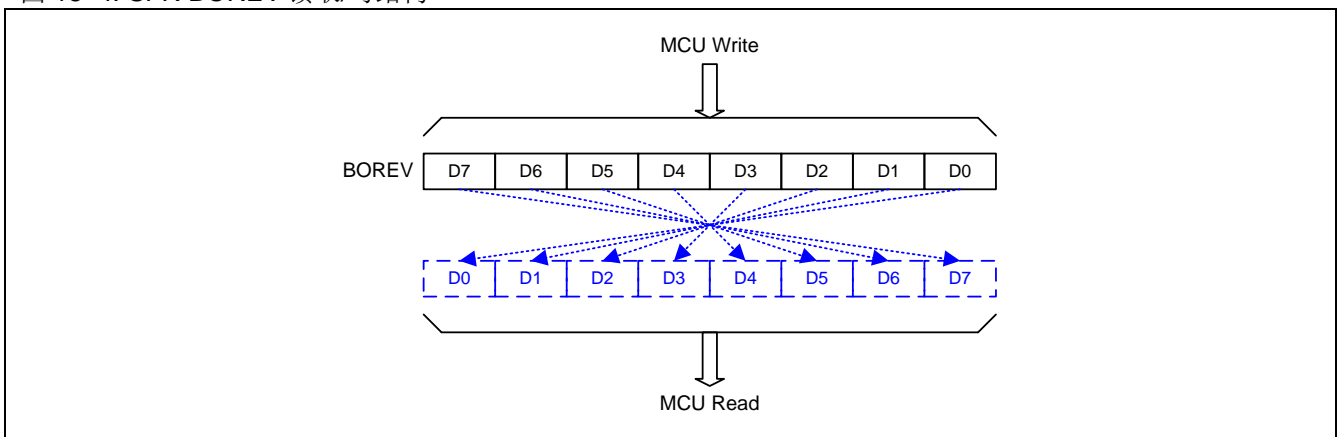 MCU Write
BOREV D7 D6 D5 D4 D3 D2 D1 D0
D0 D1 D2 D3 D4 D5 D6 D7
MCU Read